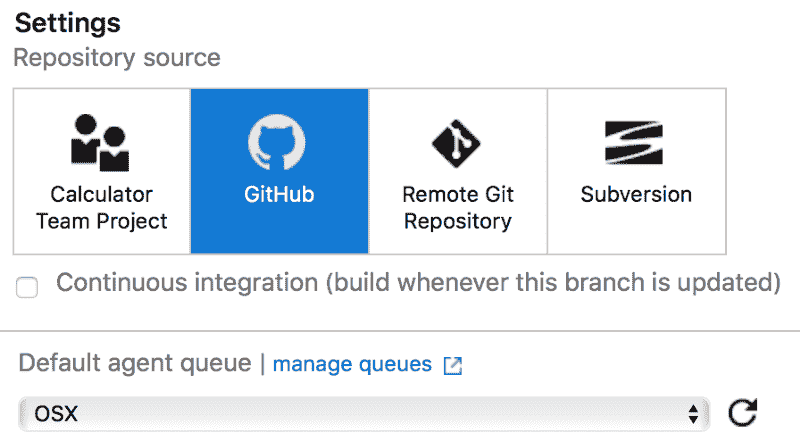 Settings
Repository source
Calculator
Team Project
GitHub
Remote Git
Repository
Subversion
Continuous integration (build whenever this branch is updated)
Default agent queue | manage queues
OSX